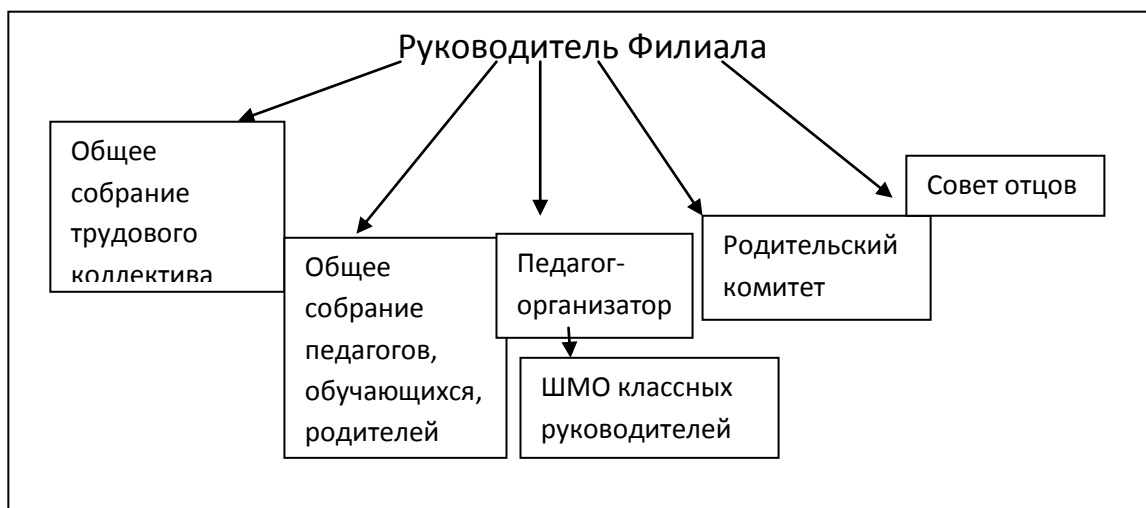 Руководитель Филиала
Общее
собрание
трудового
коллектива
Общее
собрание
педагогов,
обучающихся,
родителей
Педагог-
организатор
ШМО классных
руководителей
Родительский
комитет
Совет отцов